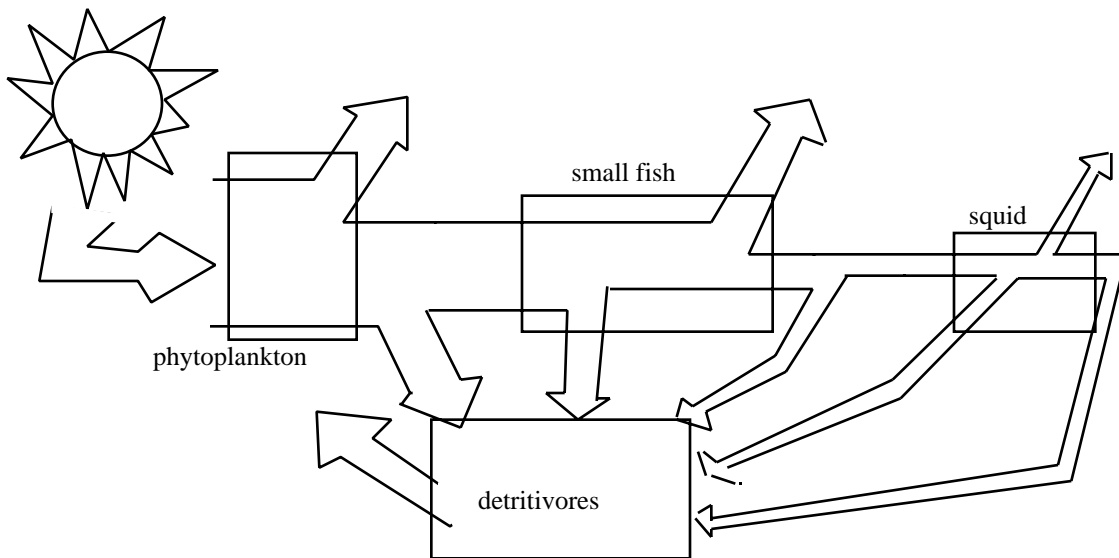 small fish
squid
phytoplankton
detritivores